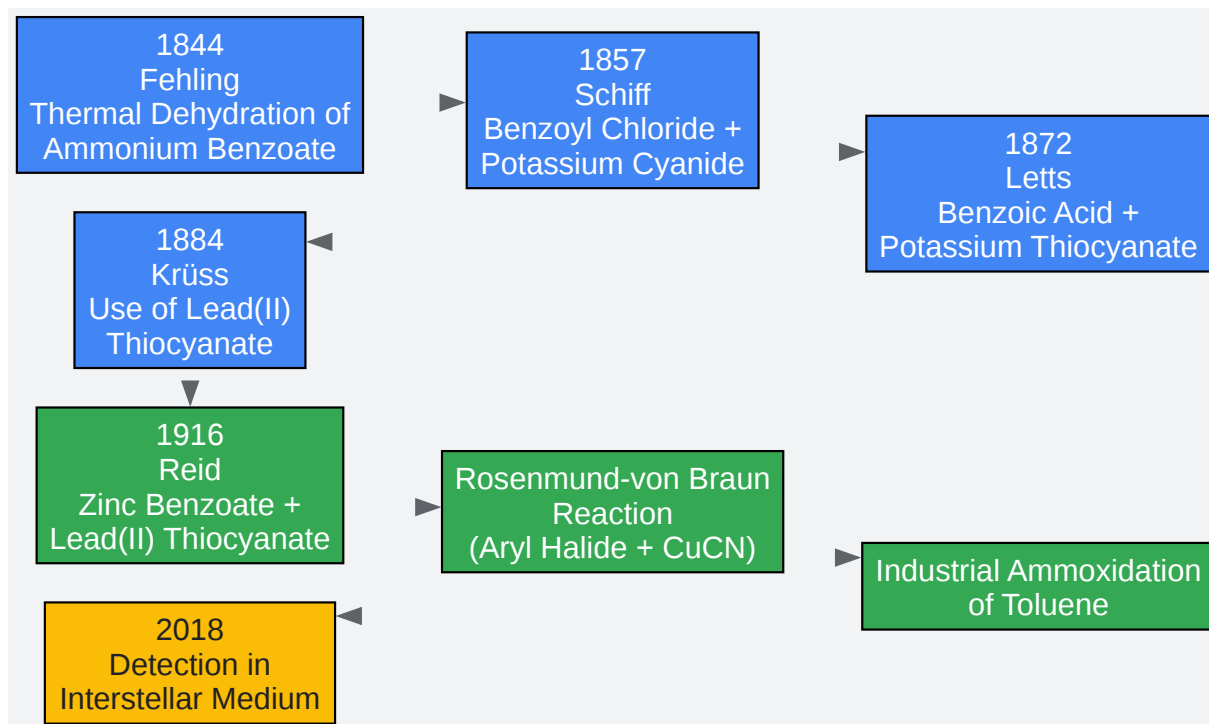 1844
Fehling
Thermal Dehydration of
Ammonium Benzoate
1857
Schiff
Benzoyl Chloride +
Potassium Cyanide
1872
Letts
Benzoic Acid +
Potassium Thiocyanate
1884
Krüss
Use of Lead(II)
Thiocyanate
1916
Reid
Zinc Benzoate +
Lead(II) Thiocyanate
Rosenmund-von Braun
Reaction
(Aryl Halide + CuCN)
Industrial Ammoxidation
of Toluene
2018
Detection in
Interstellar Medium